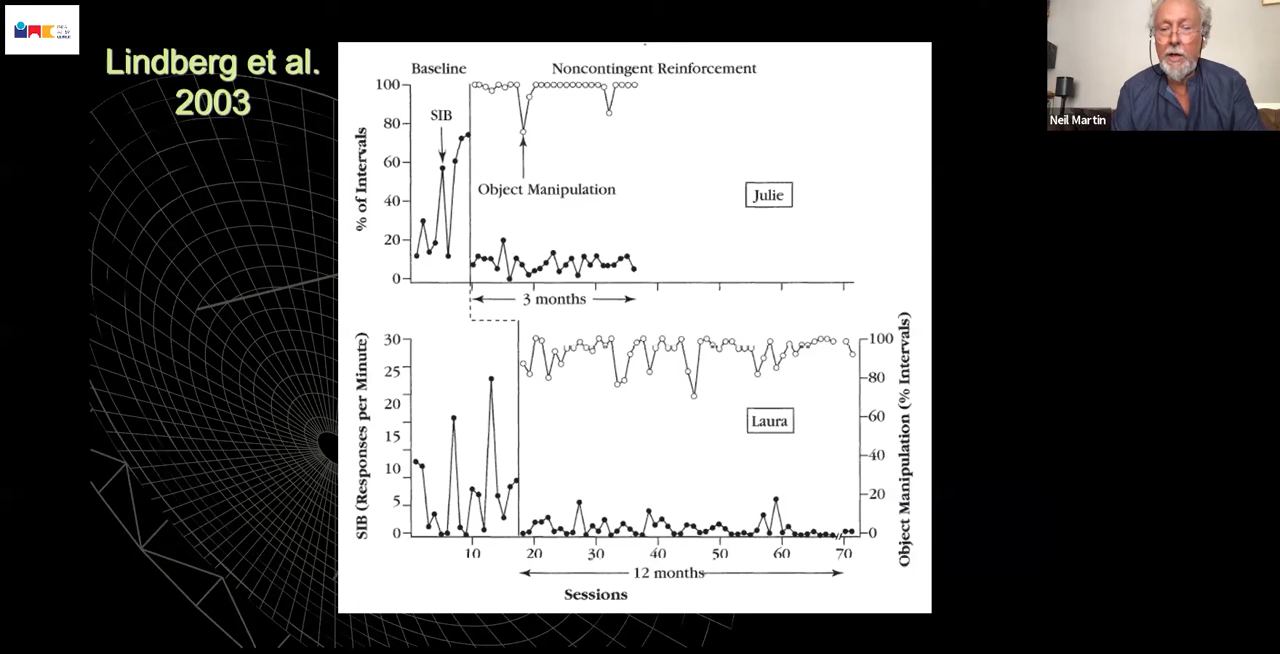 Lindberg et al.
2003
Neil Martin
Baseline
Noncontingent Reinforcement
100
80
60
40
20
0
% of Intervals
SIB
Object Manipulation
Julie
3 months
30
25
20
15
10
5
0
SIB (Responses per Minute)
100
80
60
40
20
0
Object Manipulation (% Intervals)
Laura
10 20 30 40 50 60 70
12 months
Sessions